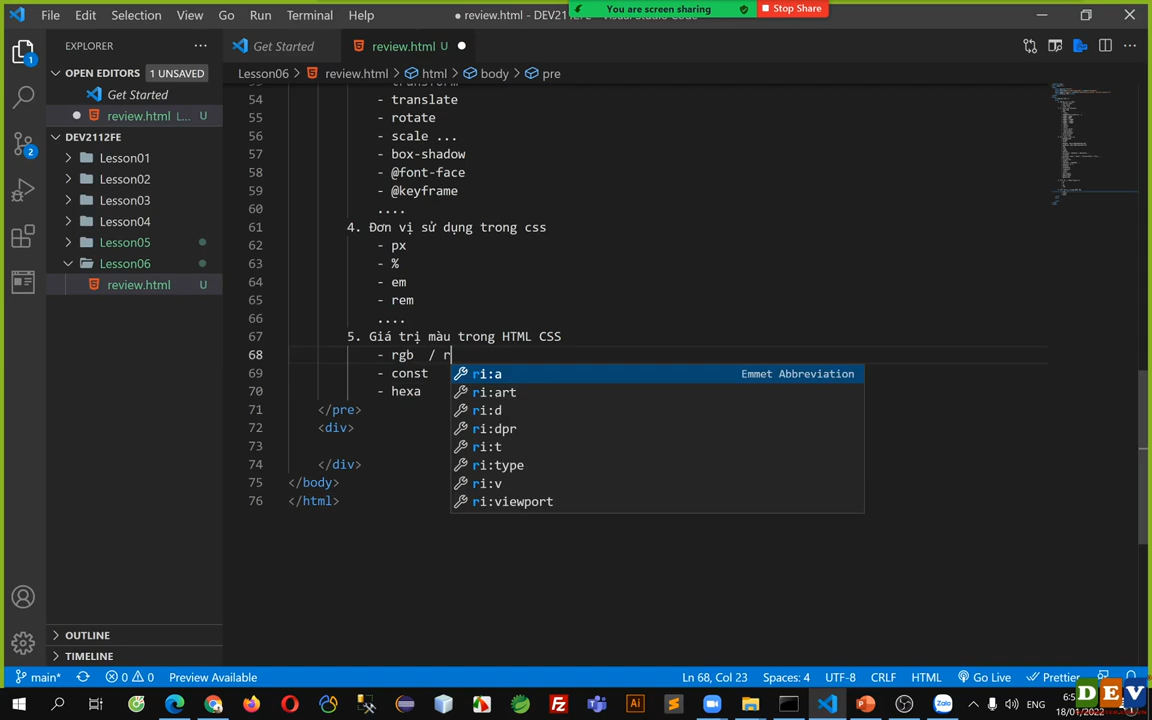 You are screen sharing
Stop Share
File Edit Selection View Go Run Terminal Help
● review.html - DEV2112FE
EXPLORER
Get Started
review.html U
OPEN EDITORS 1 UNSAVED
Get Started
review.html L... U
DEV2112FE
Lesson01
Lesson02
Lesson03
Lesson04
Lesson05
Lesson06
review.html U
OUTLINE
TIMELINE
Lesson06 > review.html > html > body > pre
54 - translate
55 - rotate
56 - scale ...
57 - box-shadow
58 - @font-face
59 - @keyframe
60 ....
61 4. Đơn vị sử dụng trong css
62 - px
63 - %
64 - em
65 - rem
66 ....
67 5. Giá trị màu trong HTML CSS
68 - rgb / r
69 - const
70 - hexa
71 </pre>
72 <div>
73
74 </div>
75 </body>
76 </html>
ri:a Emmet Abbreviation
ri:art
ri:d
ri:dpr
ri:t
ri:type
ri:v
ri:viewport
main* 0 0 Preview Available Ln 68, Col 23 Spaces: 4 UTF-8 CRLF HTML Go Live
ENG
18/01/2022
DEV